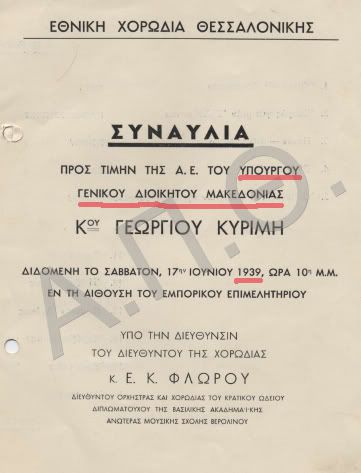 ΕΘΝΙΚΗ ΧΟΡΩΔΙΑ ΘΕΣΣΑΛΟΝΙΚΗΣ
ΣΥΝΑΥΛΙΑ
ΠΡΟΣ ΤΙΜΗΝ ΤΗΣ Α.Ε. ΤΟΥ ΥΠΟΥΡΓΟΥ
ΓΕΝΙΚΟΥ ΔΙΟΙΚΗΤΟΥ ΜΑΚΕΔΟΝΙΑΣ
Κου ΓΕΩΡΓΙΟΥ ΚΥΡΙΜΗ
ΔΙΔΟΜΕΝΗ ΤΟ ΣΑΒΒΑΤΟΝ, 17ην ΙΟΥΝΙΟΥ 1939, ΩΡΑ 10η Μ.Μ.
ΕΝ ΤΗ ΑΙΘΟΥΣΗ ΤΟΥ ΕΜΠΟΡΙΚΟΥ ΕΠΙΜΕΛΗΤΗΡΙΟΥ
ΥΠΟ ΤΗΝ ΔΙΕΥΘΥΝΣΙΝ
ΤΟΥ ΔΙΕΥΘΥΝΤΟΥ ΤΗΣ ΧΟΡΩΔΙΑΣ
κ. Ε. Κ. ΦΛΩΡΟΥ
ΔΙΕΥΘΥΝΤΟΥ ΟΡΧΗΣΤΡΑΣ ΚΑΙ ΧΟΡΩΔΙΑΣ ΤΟΥ ΚΡΑΤΙΚΟΥ ΩΔΕΙΟΥ
ΔΙΠΛΩΜΑΤΟΥΧΟΥ ΤΗΣ ΒΑΣΙΛΙΚΗΣ ΑΚΑΔΗΜΑ·Ι·ΚΗΣ
ΑΝΩΤΕΡΑΣ ΜΟΥΣΙΚΗΣ ΣΧΟΛΗΣ ΒΕΡΟΛΙΝΟΥ
Α.Π.Θ.